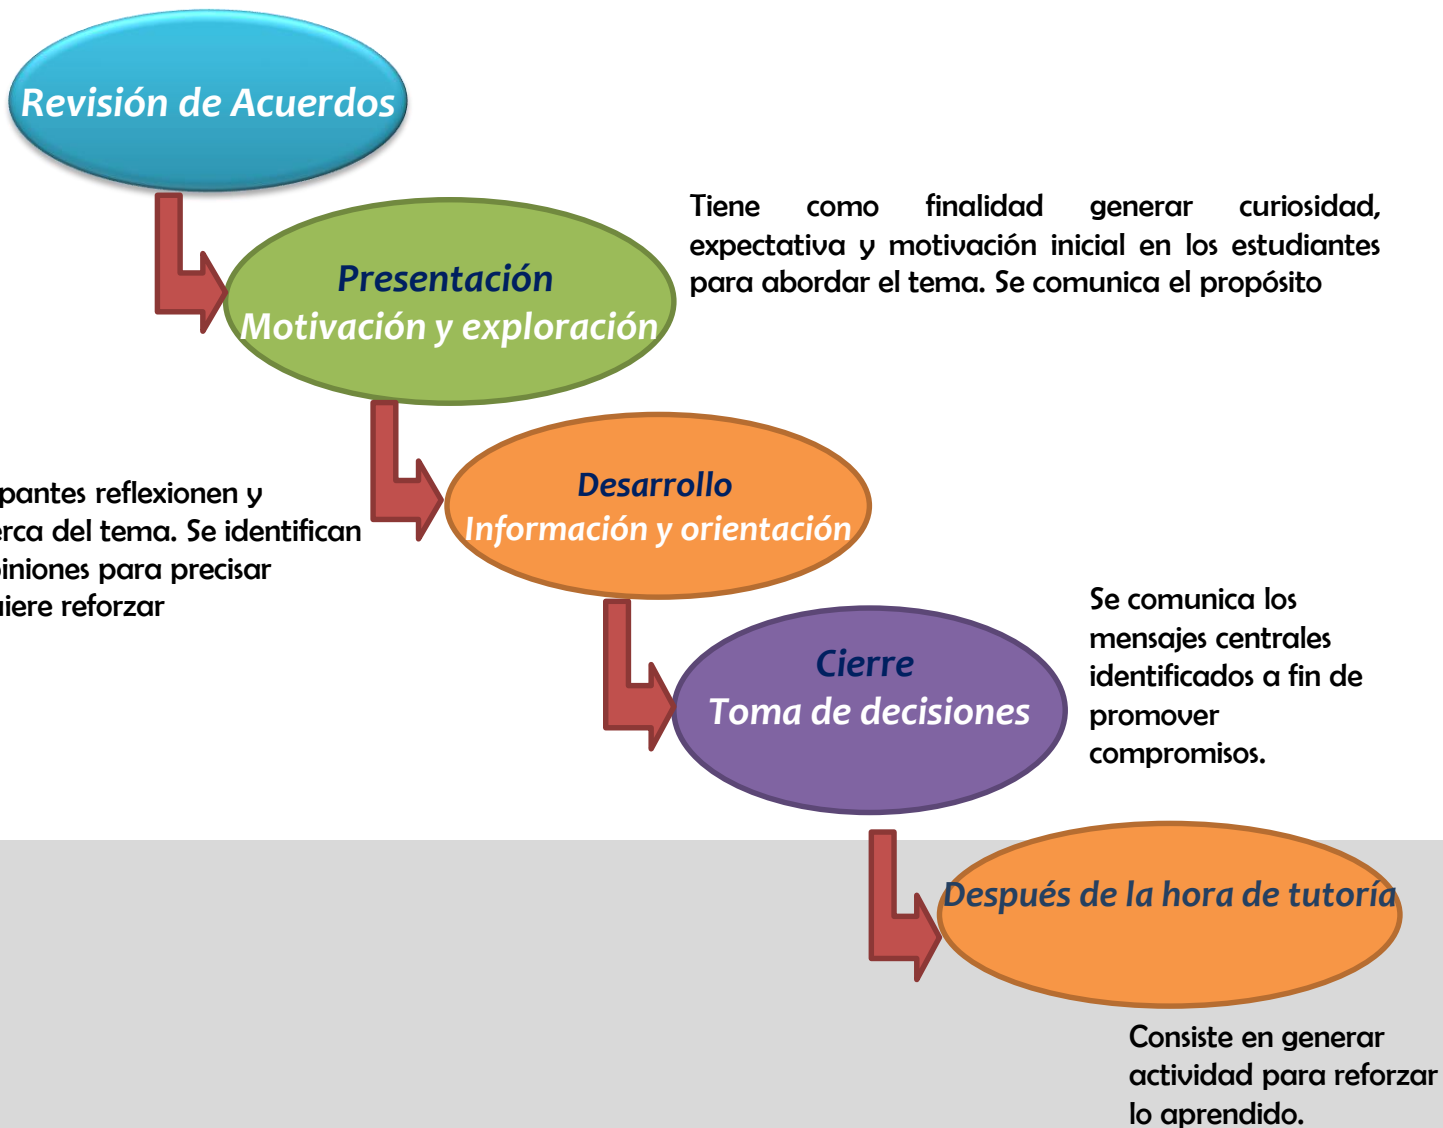 Revisión de Acuerdos
Tiene como finalidad generar curiosidad,
expectativa y motivación inicial en los estudiantes
para abordar el tema. Se comunica el propósito
Presentación
Motivación y exploración
pantes reflexionen y
erca del tema. Se identifican
iniones para precisar
uiere reforzar
Desarrollo
Información y orientación
Se comunica los
mensajes centrales
identificados a fin de
promover
compromisos.
Cierre
Toma de decisiones
Después de la hora de tutoría
Consiste en generar
actividad para reforzar
lo aprendido.